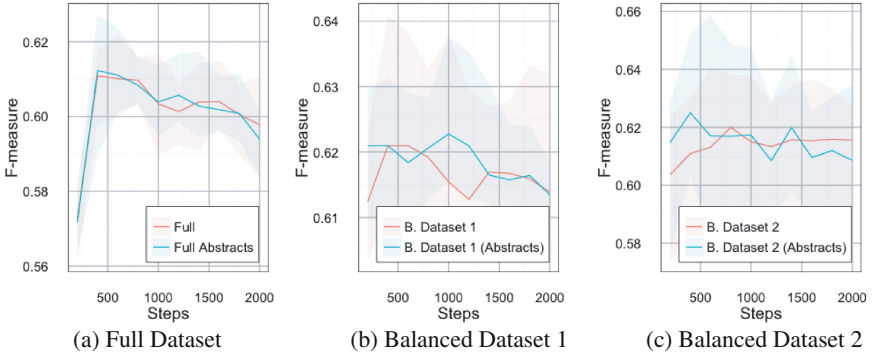 0.62
0.60
0.58
0.56
F-measure
Full
Full Abstracts
500 1000 1500 2000
Steps
(a) Full Dataset
0.64
0.63
0.62
0.61
F-measure
B. Dataset 1
B. Dataset 1 (Abstracts)
500 1000 1500 2000
Steps
(b) Balanced Dataset 1
0.66
0.64
0.62
0.60
0.58
F-measure
B. Dataset 2
B. Dataset 2 (Abstracts)
500 1000 1500 2000
Steps
(c) Balanced Dataset 2